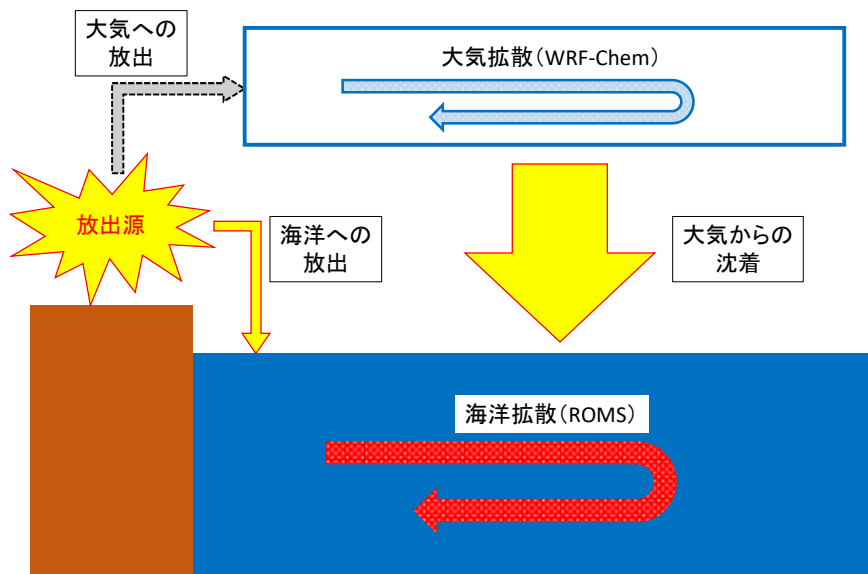 大気への
放出
大気拡散（WRF-Chem）
放出源
海洋への
放出
大気からの
沈着
海洋拡散（ROMS）